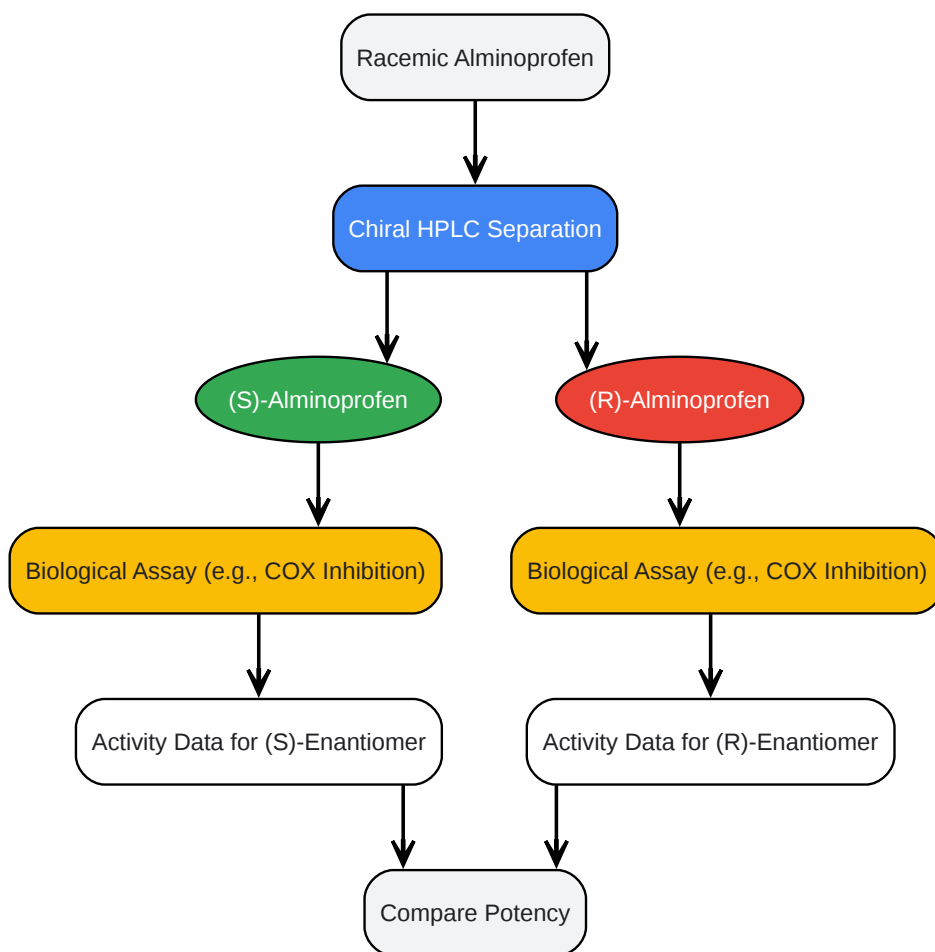 Racemic Alminoprofen
Chiral HPLC Separation
(S)-Alminoprofen
(R)-Alminoprofen
Biological Assay (e.g., COX Inhibition)
Biological Assay (e.g., COX Inhibition)
Activity Data for (S)-Enantiomer
Activity Data for (R)-Enantiomer
Compare Potency